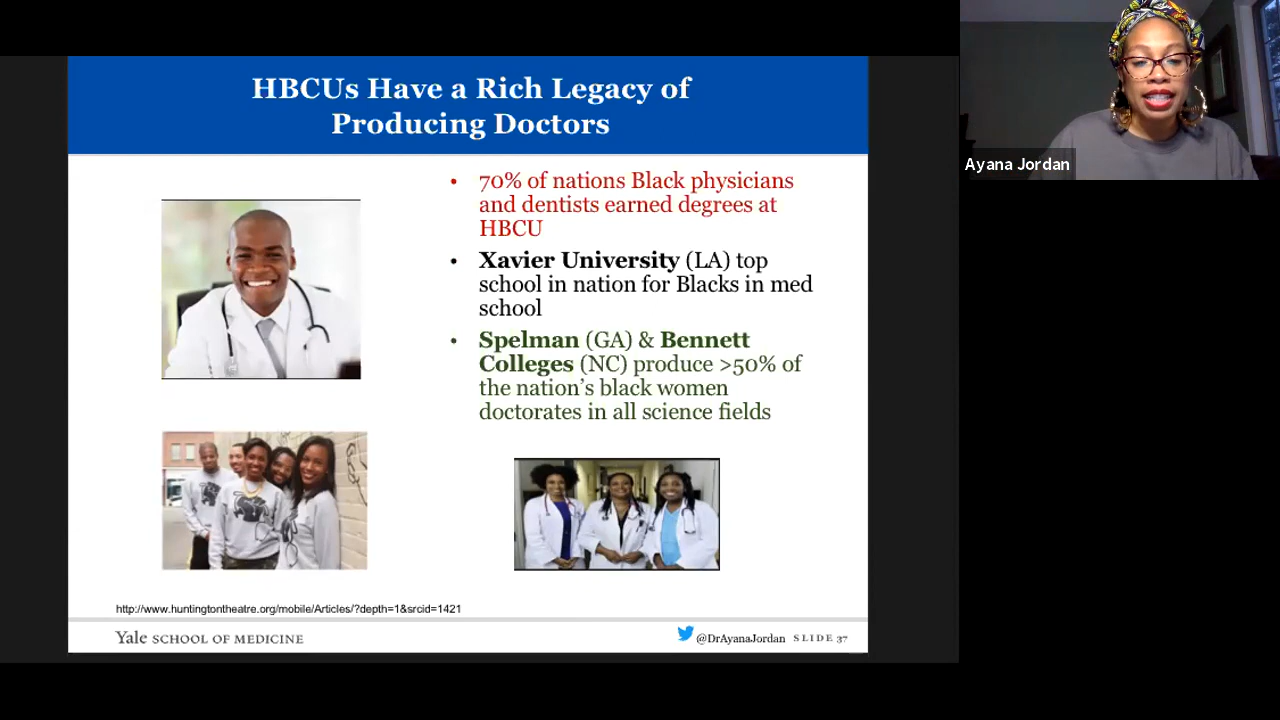 HBCUs Have a Rich Legacy of
Producing Doctors
• 70% of nations Black physicians
and dentists earned degrees at
HBCU
• Xavier University (LA) top
school in nation for Blacks in med
school
• Spelman (GA) & Bennett
Colleges (NC) produce >50% of
the nation's black women
doctorates in all science fields
http://www.huntingtontheatre.org/mobile/Articles/?depth=1&srcid=1421
Yale SCHOOL OF MEDICINE
@DrAyanaJordan SLIDE 37
Ayana Jordan